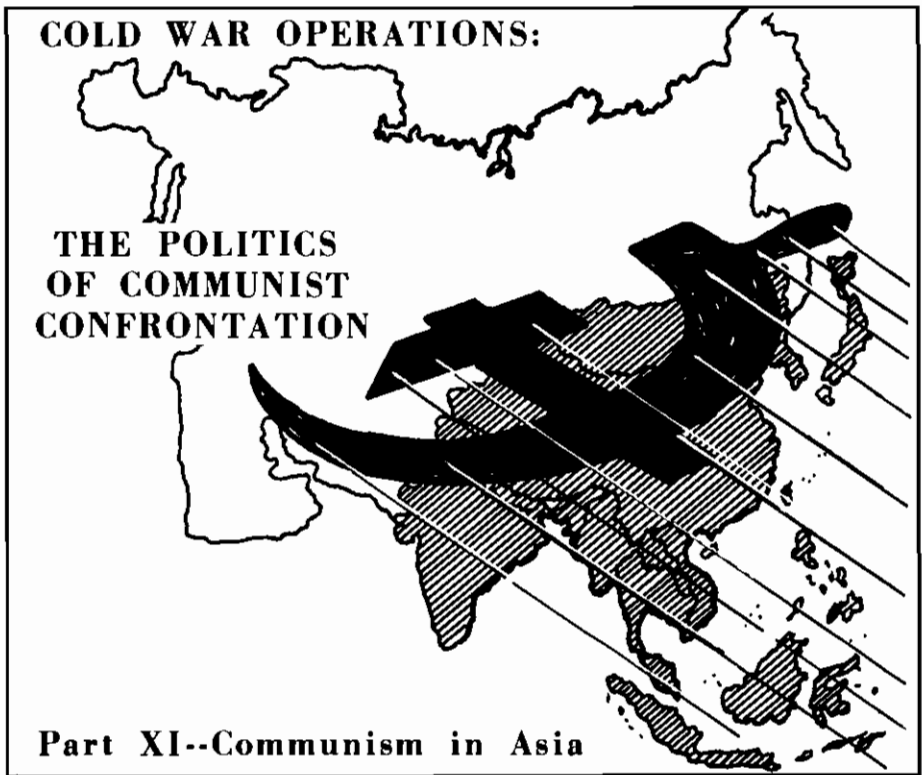 COLD WAR OPERATIONS:
THE POLITICS
OF COMMUNIST
CONFRONTATION
Part XI--Communism in Asia